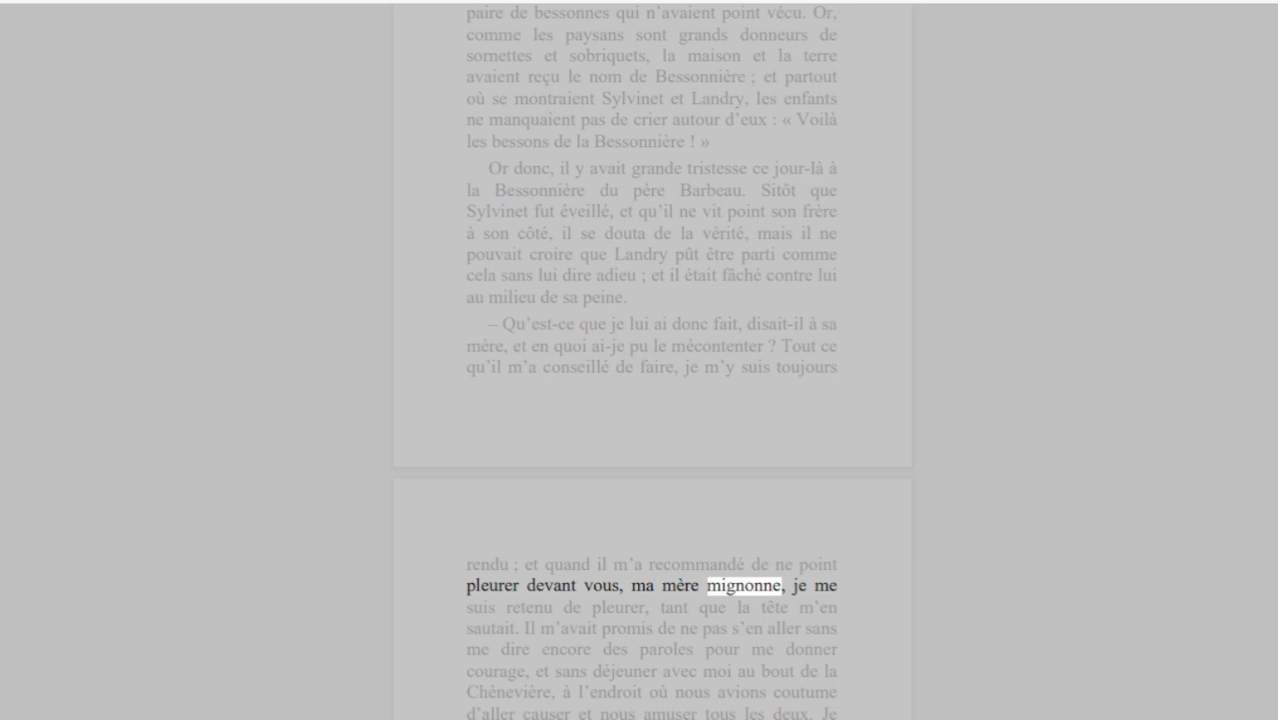 paire de bessonnes qui n’avaient point vécu. Or,
comme les paysans sont grands donneurs de
sornettes et sobriquets, la maison et la terre
avaient reçu le nom de Bessonnière ; et partout
où se montraient Sylvinet et Landry, les enfants
ne manquaient pas de crier autour d’eux : « Voilà
les bessons de la Bessonnière ! »
Or donc, il y avait grande tristesse ce jour-là à
la Bessonnière du père Barbeau. Sitôt que
Sylvinet fut éveillé, et qu’il ne vit point son frère
à son côté, il se douta de la vérité, mais il ne
pouvait croire que Landry pût être parti comme
cela sans lui dire adieu ; et il était fâché contre lui
au milieu de sa peine.
– Qu’est-ce que je lui ai donc fait, disait-il à sa
mère, et en quoi ai-je pu le mécontenter ? Tout ce
qu’il m’a conseillé de faire, je m’y suis toujours
rendu ; et quand il m’a recommandé de ne point
pleurer devant vous, ma mère mignonne, je me
suis retenu de pleurer, tant que la tête m’en
sautait. Il m’avait promis de ne pas s’en aller sans
me dire encore des paroles pour me donner
courage, et sans déjeuner avec moi au bout de la
Chènevière, à l’endroit où nous avions coutume
d’aller causer et nous amuser tous les deux. Je